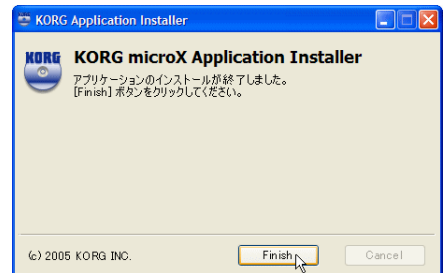 KORG Application Installer
KORG
KORG microX Application Installer
アプリケーションのインストールが終了しました。
[Finish] ボタンをクリックしてください。
(c) 2005 KORG INC.
Finish
Cancel